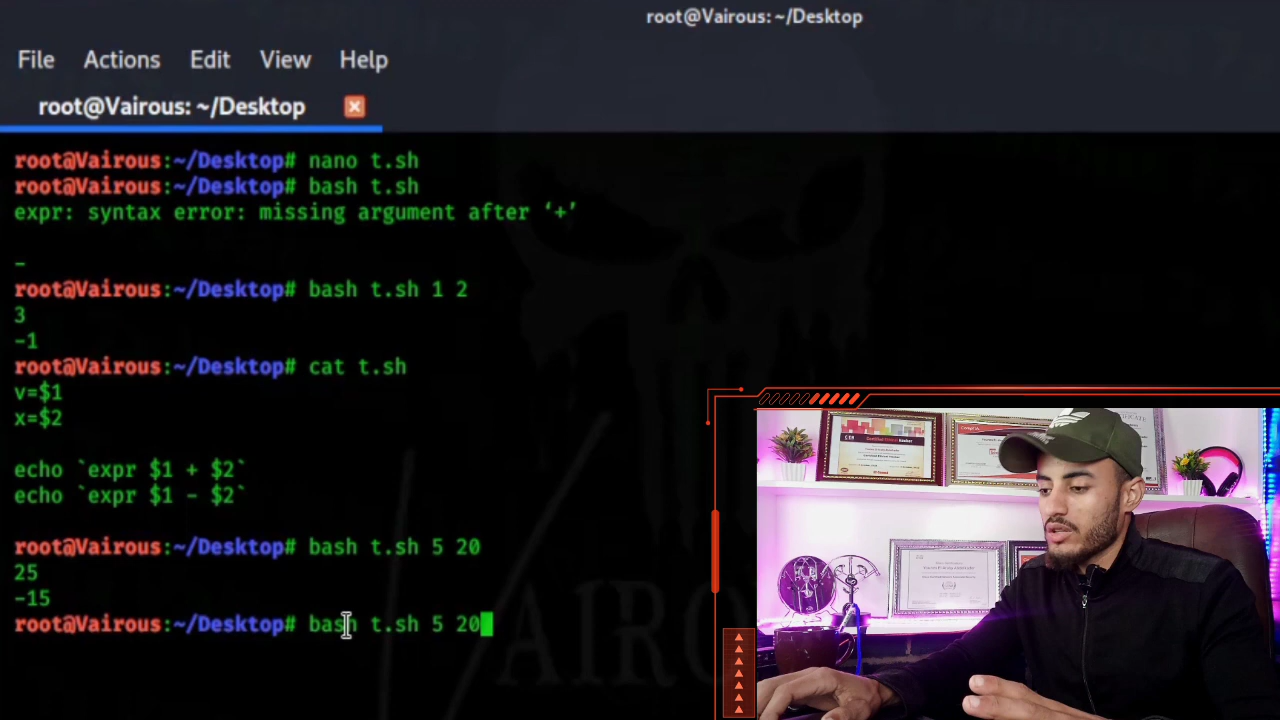 root@Vairous: ~/Desktop
File Actions Edit View Help
root@Vairous: ~/Desktop
root@Vairous:~/Desktop# nano t.sh
root@Vairous:~/Desktop# bash t.sh
expr: syntax error: missing argument after ‘+’
-
root@Vairous:~/Desktop# bash t.sh 1 2
3
-1
root@Vairous:~/Desktop# cat t.sh
v=$1
x=$2
echo `expr $1 + $2`
echo `expr $1 - $2`
root@Vairous:~/Desktop# bash t.sh 5 20
25
-15
root@Vairous:~/Desktop# bash t.sh 5 20